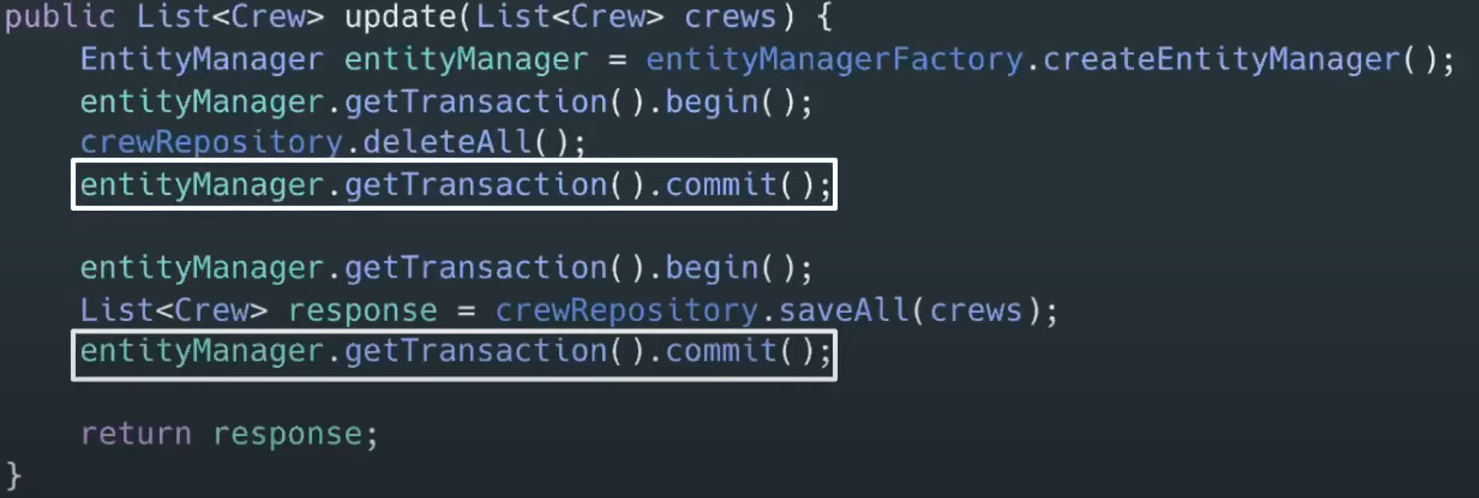 public List<Crew> update(List<Crew> crews) {
EntityManager entityManager = entityManagerFactory.createEntityManager();
entityManager.getTransaction().begin();
crewRepository.deleteAll();
entityManager.getTransaction().commit();
entityManager.getTransaction().begin();
List<Crew> response = crewRepository.saveAll(crews);
entityManager.getTransaction().commit();
return response;
}